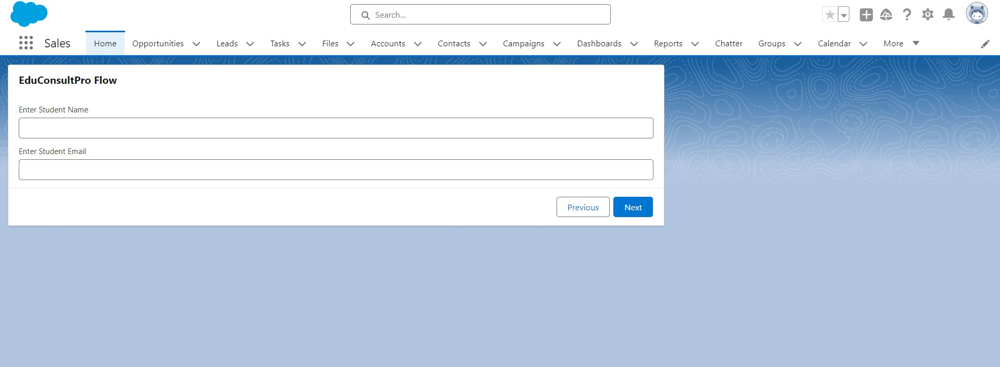 Search...
Sales Home Opportunities Leads Tasks Files Accounts Contacts Campaigns Dashboards Reports Chatter Groups Calendar More
EduConsultPro Flow
Enter Student Name
Enter Student Email
Previous Next